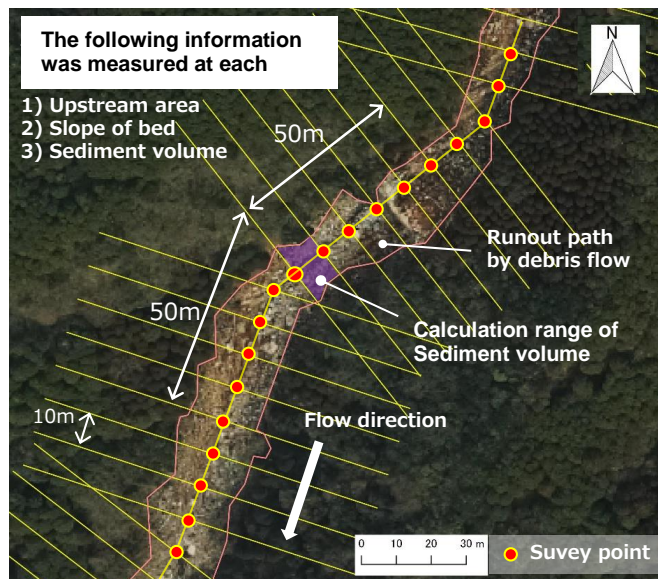 The following information
was measured at each
1) Upstream area
2) Slope of bed
3) Sediment volume
N
50m
Runout path
by debris flow
50m
Calculation range of
Sediment volume
10m
Flow direction
0 10 20 30 m
Suvey point